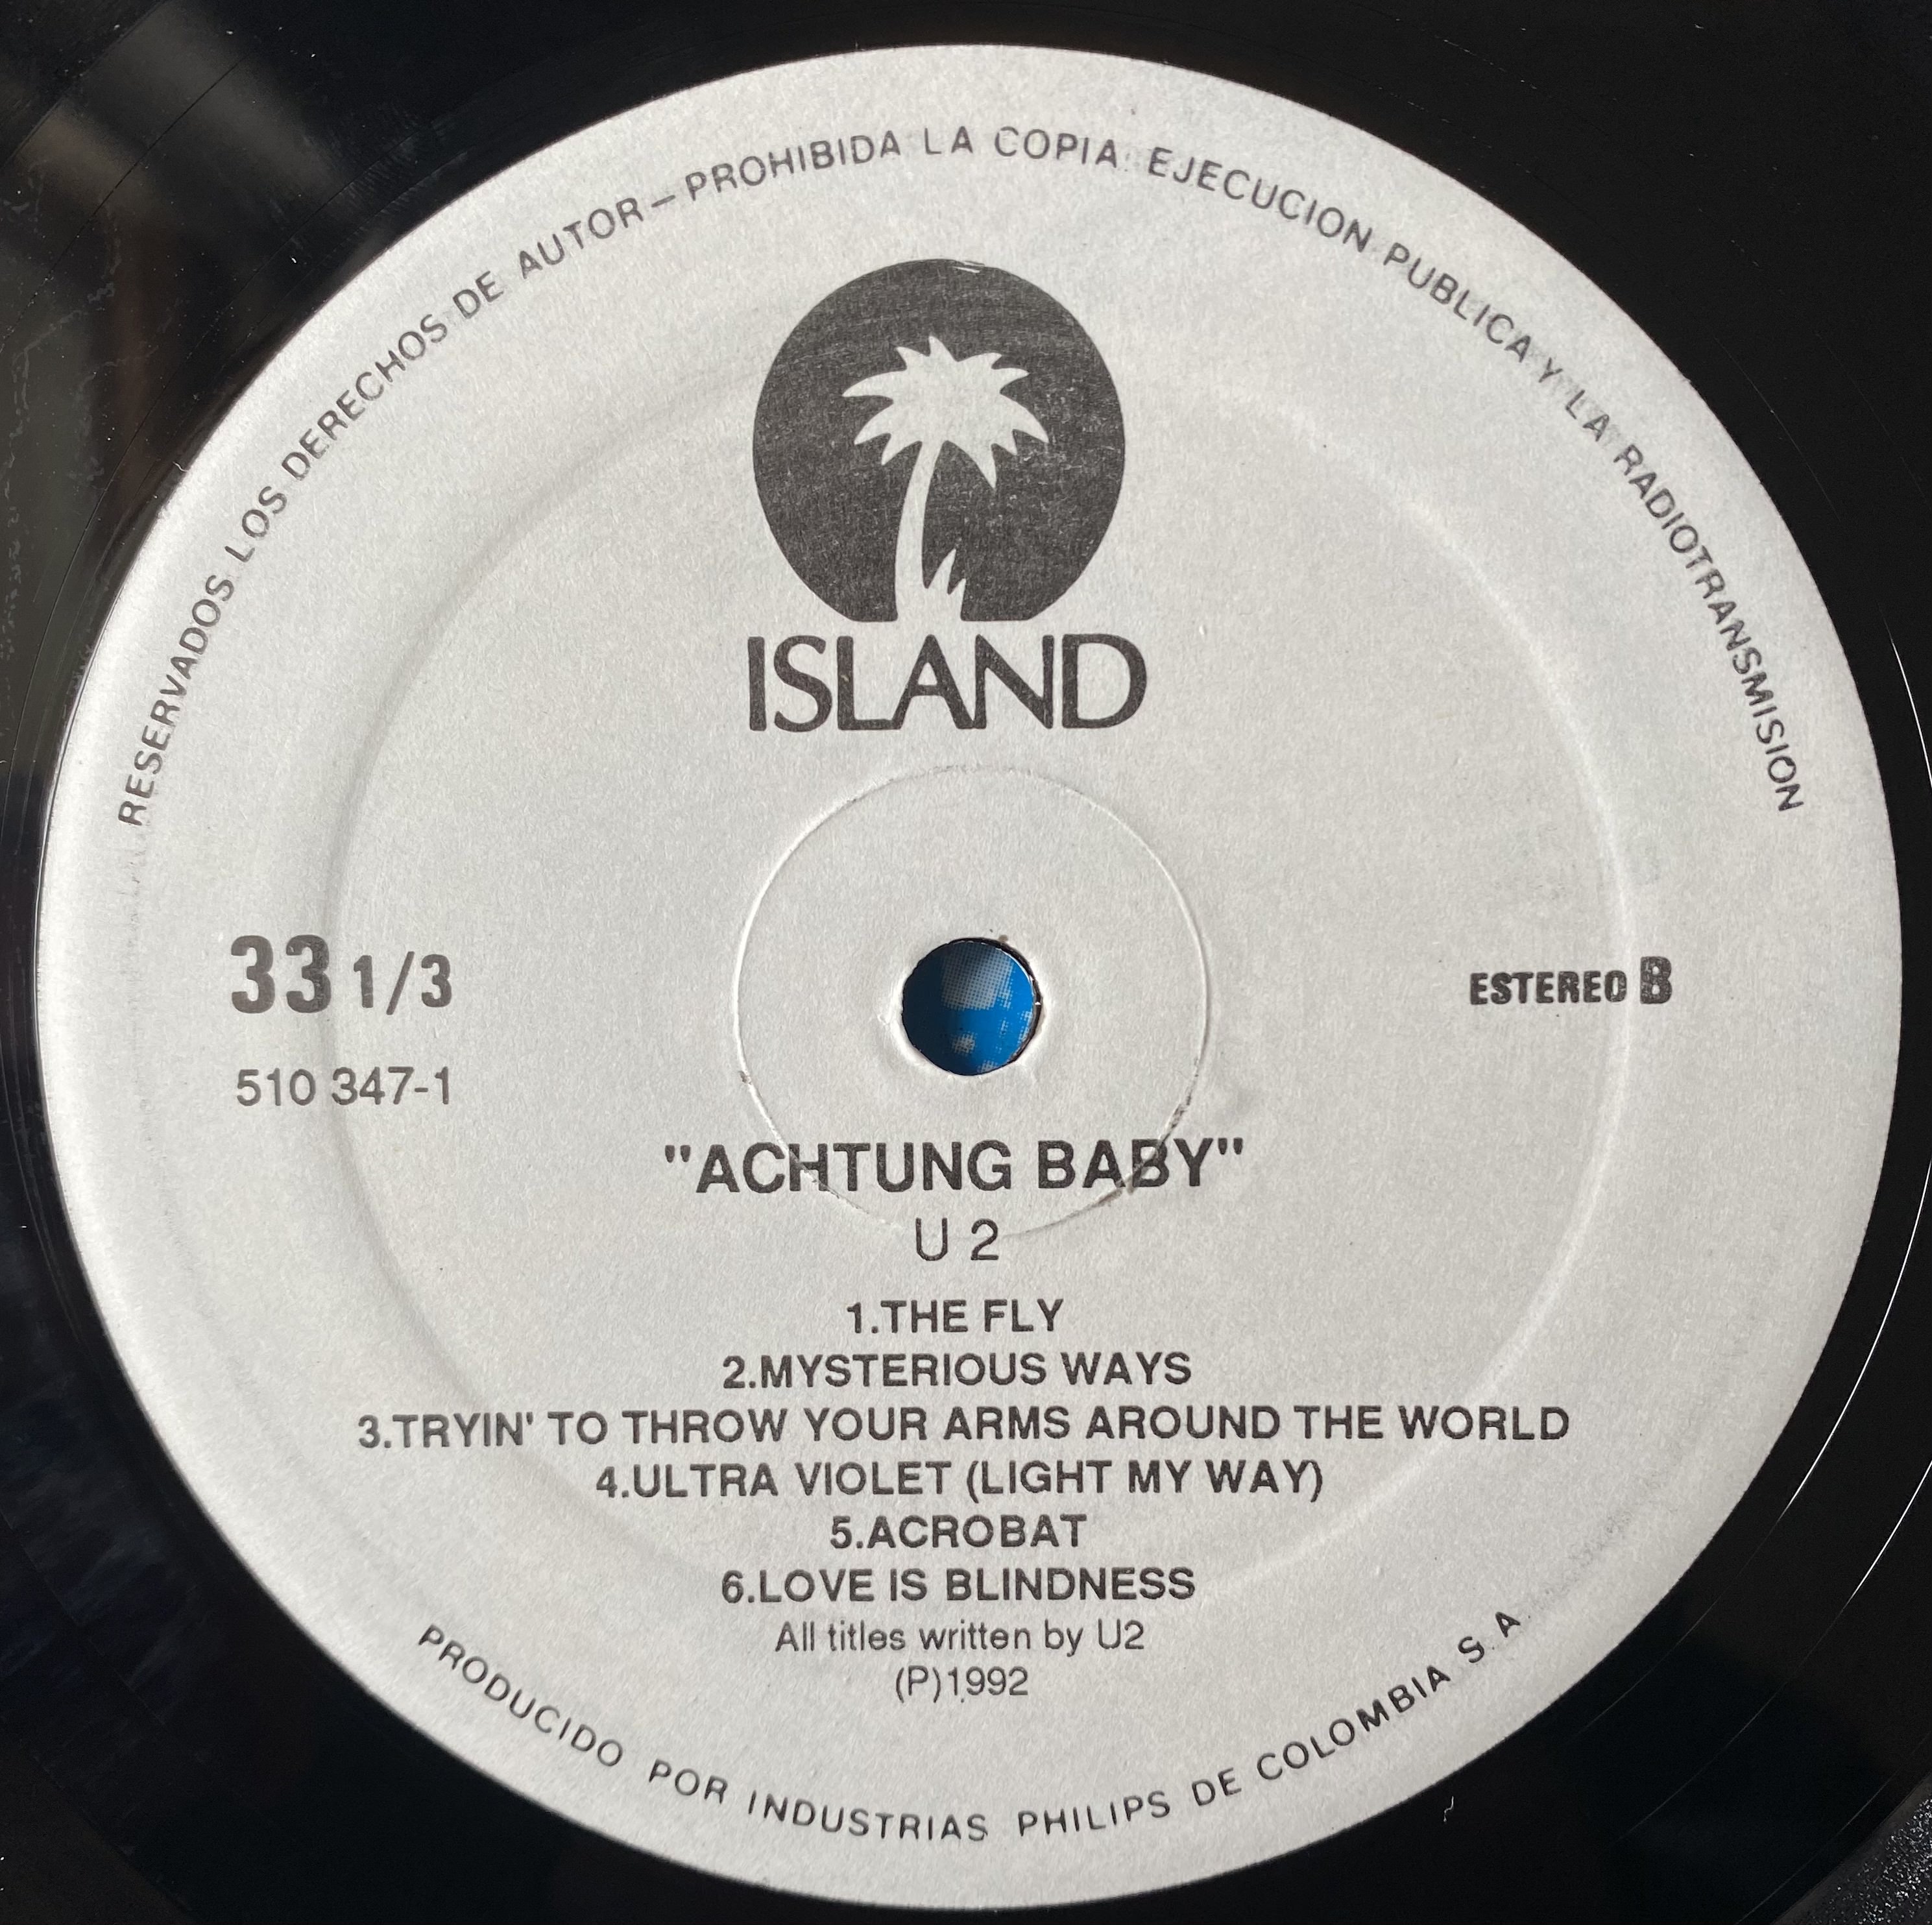 RESERVADOS LOS DERECHOS DE AUTOR – PROHIBIDA LA COPIA EJECUCION PUBLICA Y LA RADIOTRANSMISION
ISLAND
33 1/3
ESTEREO B
510 347-1
"ACHTUNG BABY"
U 2
1.THE FLY
2.MYSTERIOUS WAYS
3.TRYIN' TO THROW YOUR ARMS AROUND THE WORLD
4.ULTRA VIOLET (LIGHT MY WAY)
5.ACROBAT
6.LOVE IS BLINDNESS
All titles written by U2
(P)1992
PRODUCIDO POR INDUSTRIAS PHILIPS DE COLOMBIA S.A